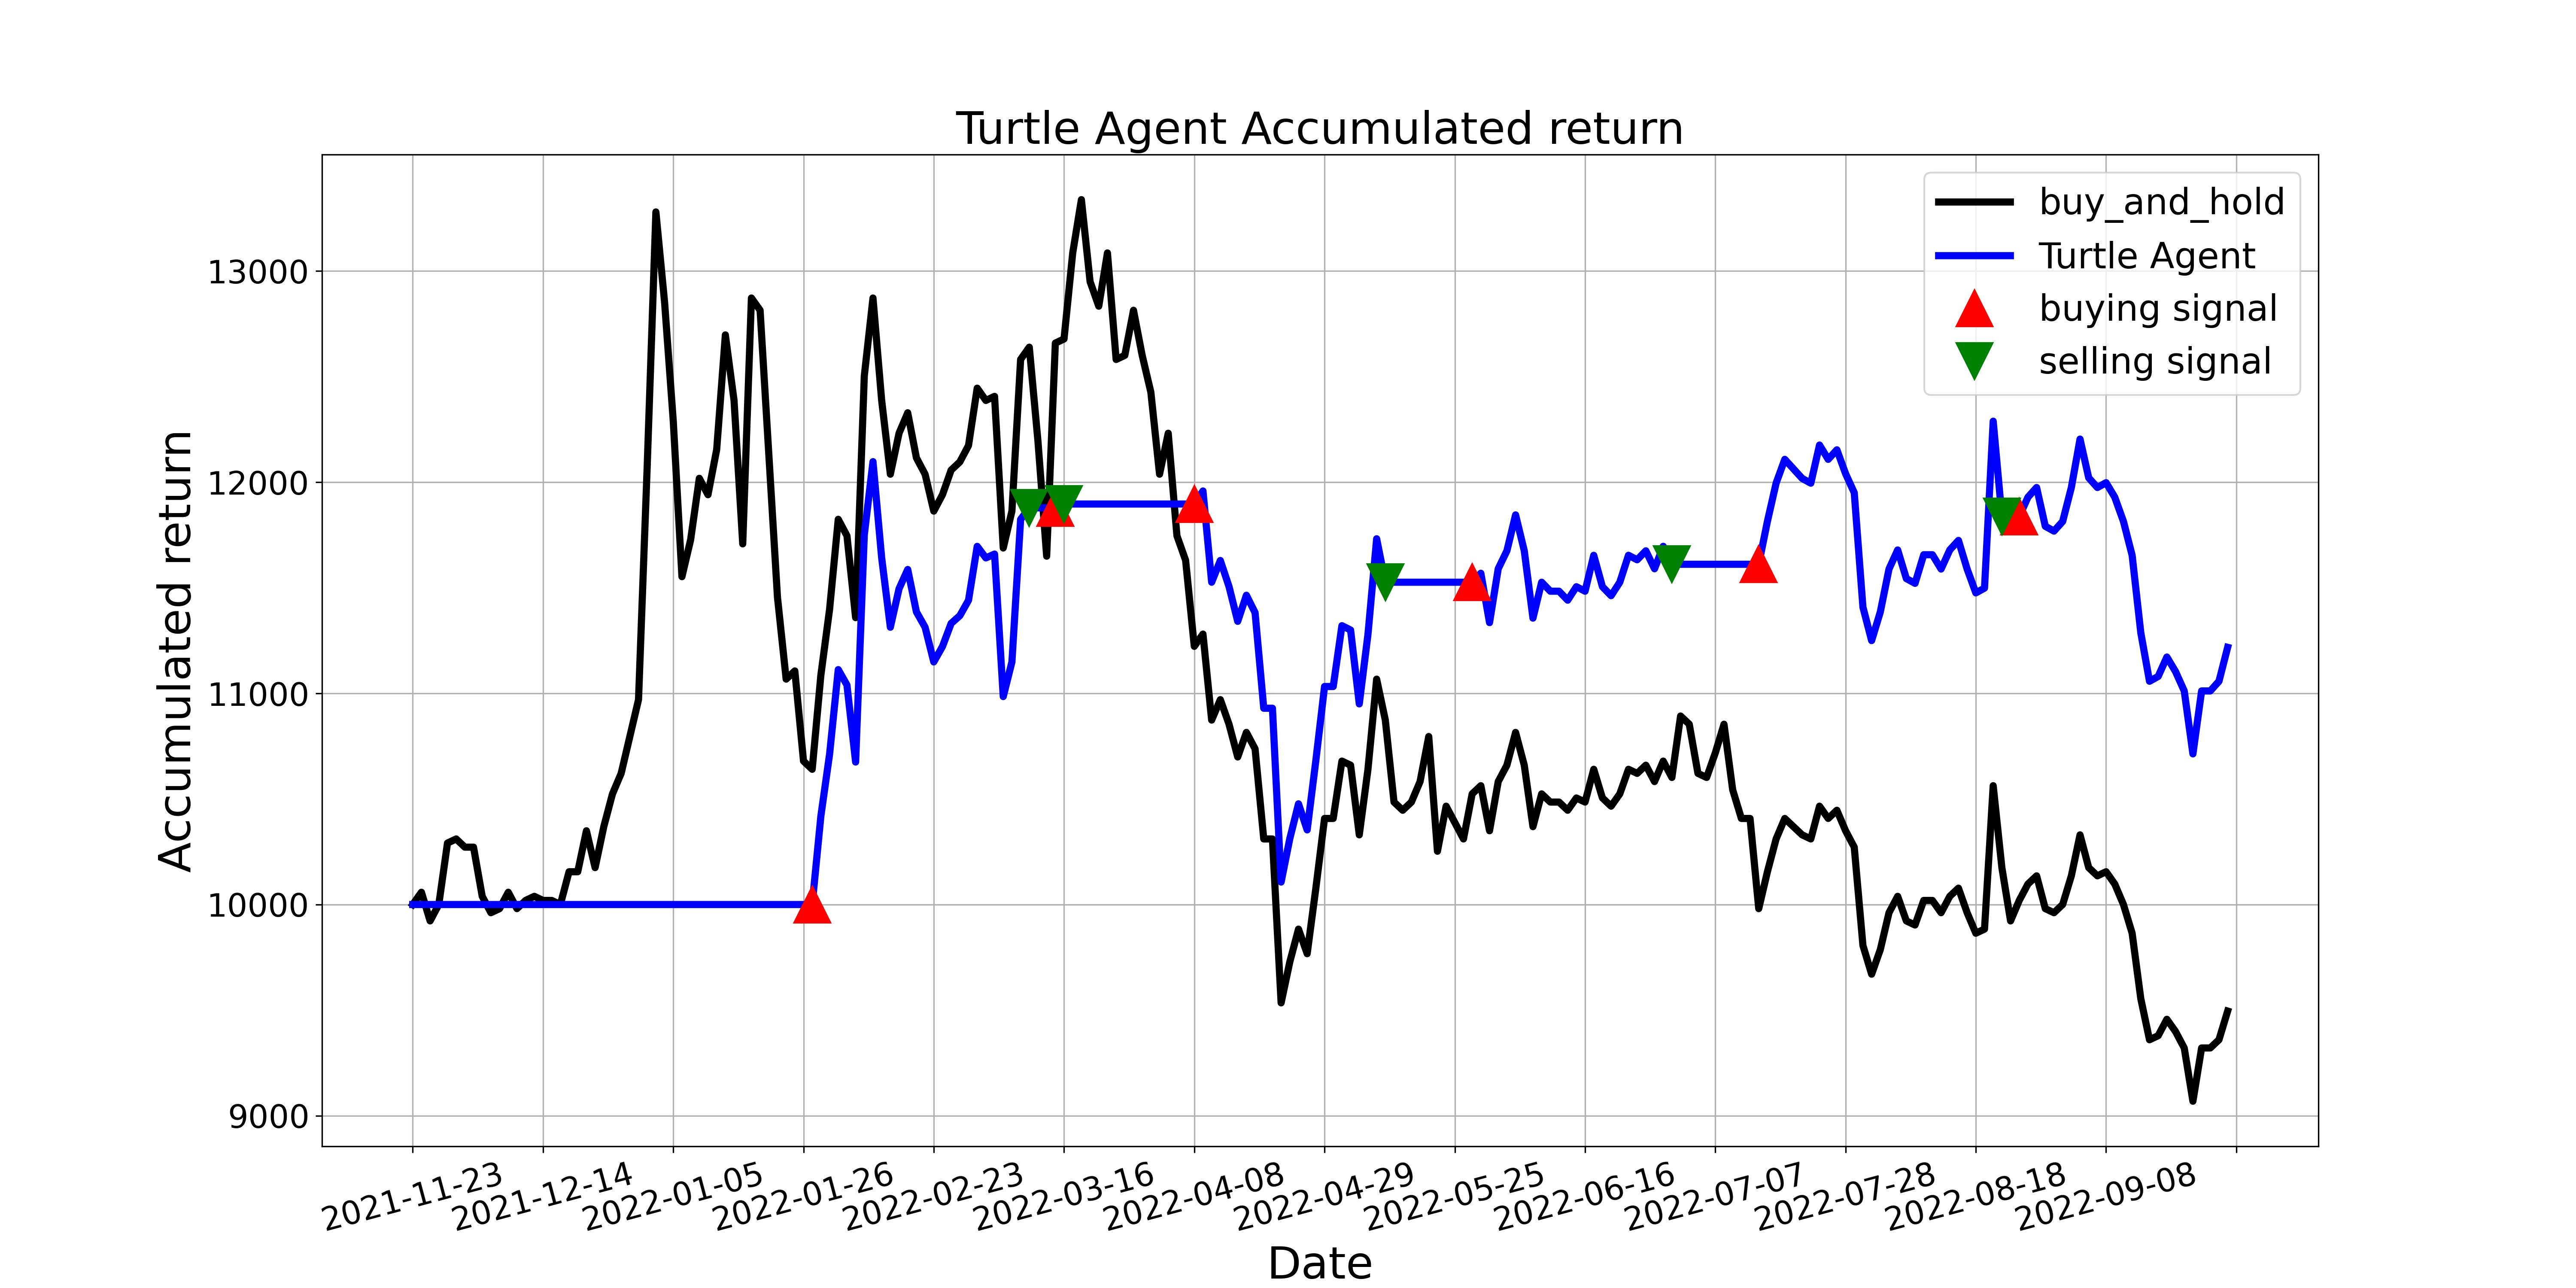 Turtle Agent Accumulated return
buy_and_hold
Turtle Agent
buying signal
selling signal
Accumulated return
13000
12000
11000
10000
9000
2021-11-23
2021-12-14
2022-01-05
2022-01-26
2022-02-23
2022-03-16
2022-04-08
2022-04-29
2022-05-25
2022-06-16
2022-07-07
2022-07-28
2022-08-18
2022-09-08
Date